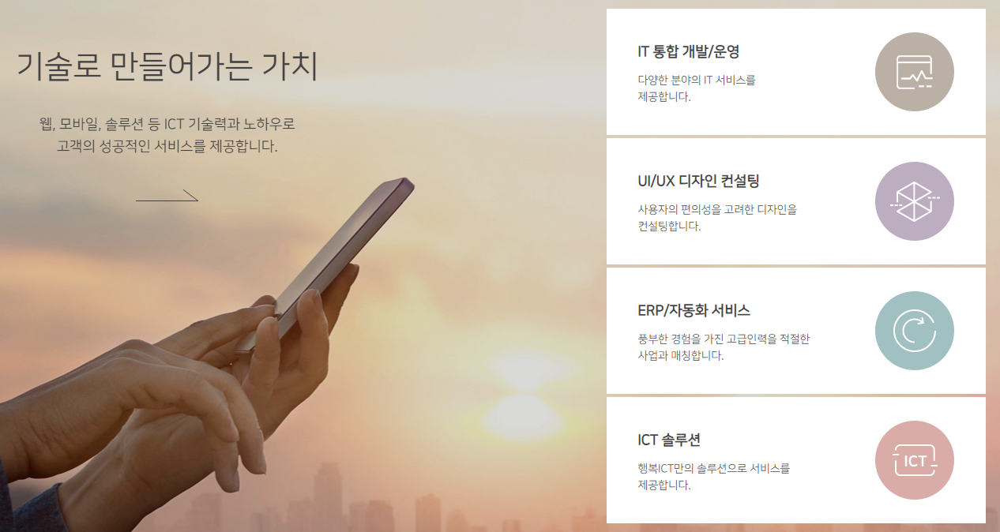 기술로 만들어가는 가치
웹, 모바일, 솔루션 등 ICT 기술력과 노하우로
고객의 성공적인 서비스를 제공합니다.
IT 통합 개발/운영
다양한 분야의 IT 서비스를
제공합니다.
UI/UX 디자인 컨설팅
사용자의 편의성을 고려한 디자인을
컨설팅합니다.
ERP/자동화 서비스
풍부한 경험을 가진 고급인력을 적절한
사업과 매칭합니다.
ICT 솔루션
행복ICT만의 솔루션으로 서비스를
제공합니다.
ICT